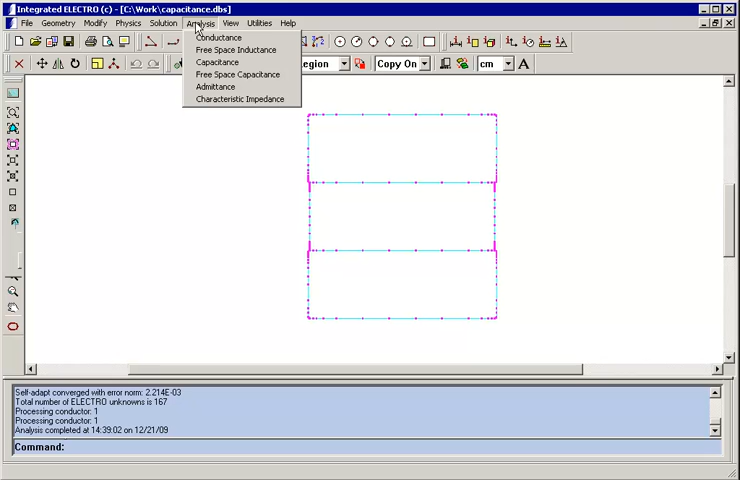 Integrated ELECTRO (c) - [C:\Work\capacitance.dbs]
File Geometry Modify Physics Solution Analysis View Utilities Help
Conductance
Free Space Inductance
Capacitance
Free Space Capacitance
Admittance
Characteristic Impedance
egion
Copy On
cm
Self-adapt converged with error norm: 2.214E-03
Total number of ELECTRO unknowns is 167
Processing conductor: 1
Processing conductor: 1
Analysis completed at 14:39:02 on 12/21/09
Command: